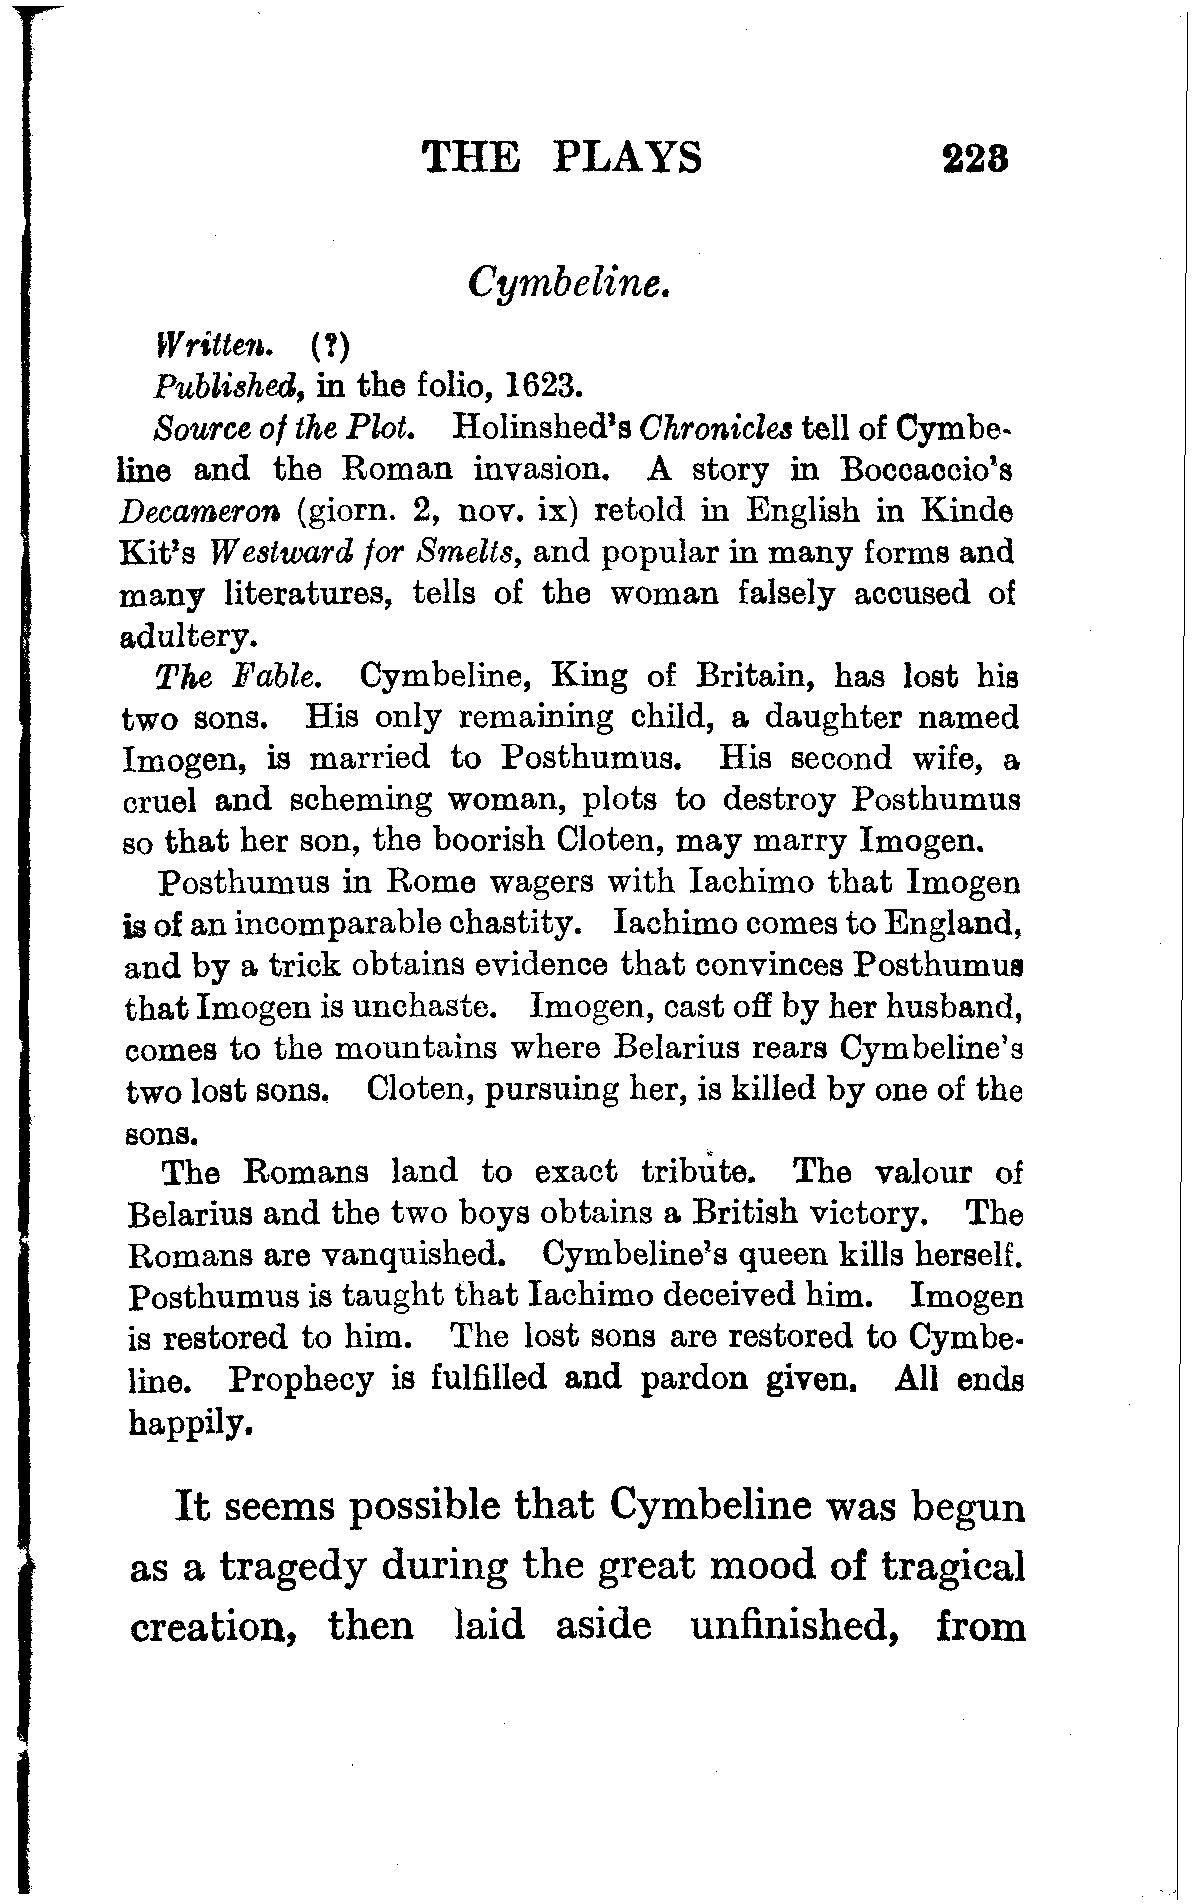 THE PLAYS 223
Cymbeline.
Written. (?)
Published, in the folio, 1623.
Source of the Plot. Holinshed's Chronicles tell of Cymbe-
line and the Roman invasion. A story in Boccaccio's
Decameron (giorn. 2, nov. ix) retold in English in Kinde
Kit's Westward for Smelts, and popular in many forms and
many literatures, tells of the woman falsely accused of
adultery.
The Fable. Cymbeline, King of Britain, has lost his
two sons. His only remaining child, a daughter named
Imogen, is married to Posthumus. His second wife, a
cruel and scheming woman, plots to destroy Posthumus
so that her son, the boorish Cloten, may marry Imogen.
Posthumus in Rome wagers with Iachimo that Imogen
is of an incomparable chastity. Iachimo comes to England,
and by a trick obtains evidence that convinces Posthumus
that Imogen is unchaste. Imogen, cast off by her husband,
comes to the mountains where Belarius rears Cymbeline's
two lost sons. Cloten, pursuing her, is killed by one of the
sons.
The Romans land to exact tribute. The valour of
Belarius and the two boys obtains a British victory. The
Romans are vanquished. Cymbeline's queen kills herself.
Posthumus is taught that Iachimo deceived him. Imogen
is restored to him. The lost sons are restored to Cymbe-
line. Prophecy is fulfilled and pardon given. All ends
happily.
It seems possible that Cymbeline was begun
as a tragedy during the great mood of tragical
creation, then laid aside unfinished, from